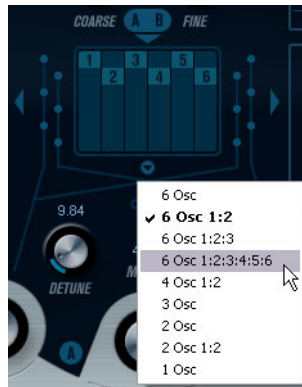 COARSE A B FINE
1 3 5
2 4 6
9.84
DETUNE
A
6 Osc
✓ 6 Osc 1:2
6 Osc 1:2:3
6 Osc 1:2:3:4:5:6
4 Osc 1:2
3 Osc
2 Osc
2 Osc 1:2
1 Osc